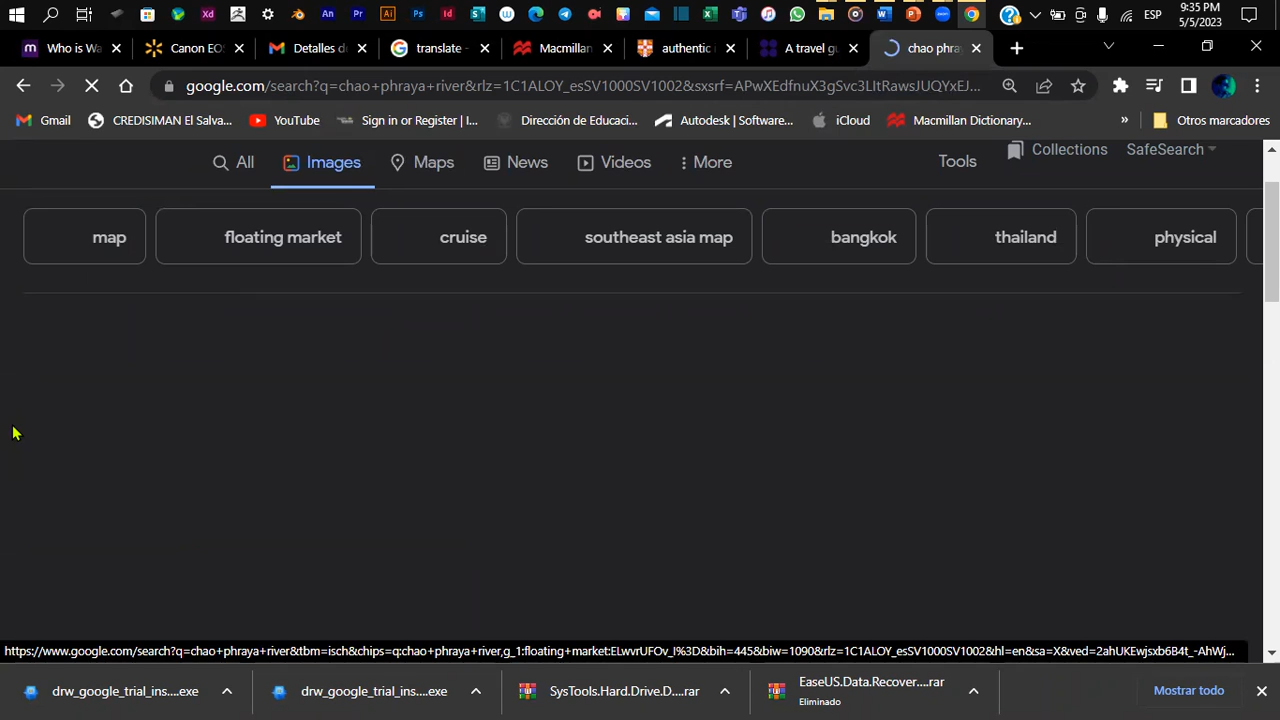 Xd An Pr Ai Ps Id ESP 9:35 PM
5/5/2023
Who is Wa Canon EO Detalles d translate - Macmillan authentic A travel gu chao phra
google.com/search?q=chao+phraya+river&rlz=1C1ALOY_esSV1000SV1002&sxsrf=APwXEdfnuX3gSvc3LItRawsJUQYxEJ...
Gmail CREDISIMAN El Salva... YouTube Sign in or Register | I... Dirección de Educaci... Autodesk | Software... iCloud Macmillan Dictionary... » Otros marcadores
All Images Maps News Videos More Tools Collections SafeSearch
map floating market cruise southeast asia map bangkok thailand physical
https://www.google.com/search?q=chao+phraya+river&tbm=isch&chips=q:chao+phraya+river,g_1:floating+market:ELwvrUFOv_I%3D&bih=445&biw=1090&rlz=1C1ALOY_esSV1000SV1002&hl=en&sa=X&ved=2ahUKEwjsxb6B4t_-AhWj...
drw_google_trial_ins....exe drw_google_trial_ins....exe SysTools.Hard.Drive.D....rar EaseUS.Data.Recover....rar Mostrar todo
Eliminado